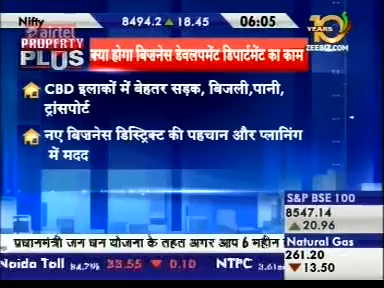 Nifty 8494.2 ▲ 18.45 06:05
10 YEARS
ZEEBIZ.COM
airtel
PROPERTY
PLUS
क्या होगा बिजनेस डेवलपमेंट डिपार्टमेंट का काम
CBD इलाकों में बेहतर सड़क, बिजली,पानी,
ट्रांसपोर्ट
नए बिजनेस डिस्ट्रिक्ट की पहचान और प्लानिंग
में मदद
S&P BSE 100
8547.14
▲ 20.96
प्रधानमंत्री जन धन योजना के तहत अगर आप 6 महीन
Natural Gas
261.20
▼ 13.50
Noida Toll 33.55 ▼ 0.10 NTPC